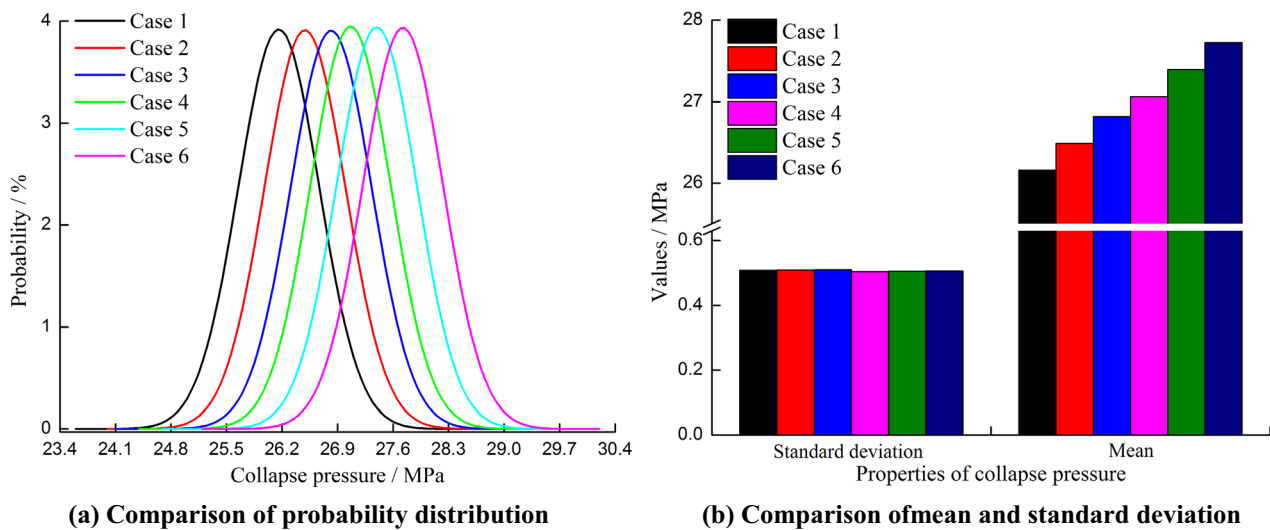 Case 1
Case 2
Case 3
Case 4
Case 5
Case 6
4
3
2
1
0
Probability / %
23.4 24.1 24.8 25.5 26.2 26.9 27.6 28.3 29.0 29.7 30.4
Collapse pressure / MPa
(a) Comparison of probability distribution
Case 1
Case 2
Case 3
Case 4
Case 5
Case 6
28
27
26
0.6
0.4
0.2
0.0
Values / MPa
Standard deviation Mean
Properties of collapse pressure
(b) Comparison ofmean and standard deviation